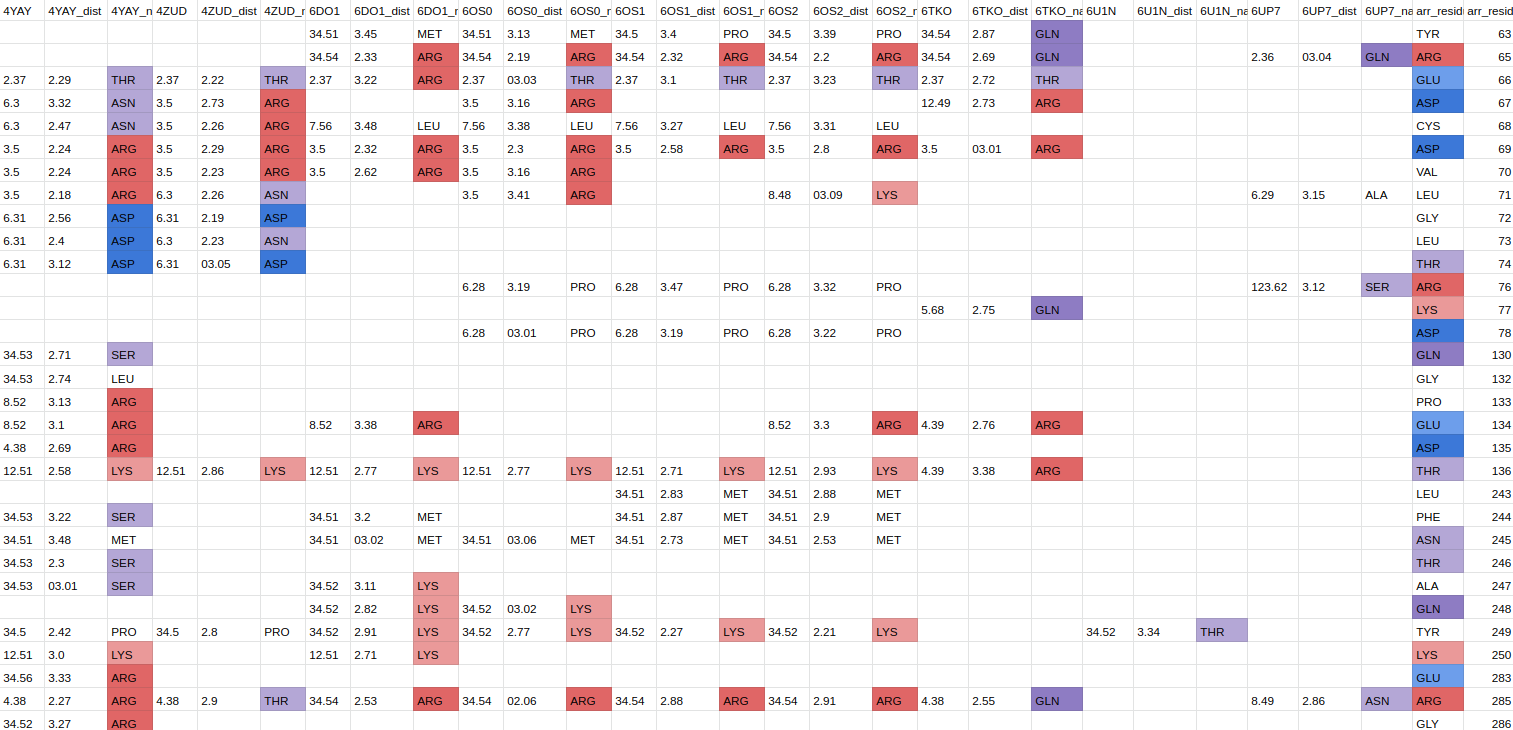 4YAY 4YAY_dist 4YAY_n 4ZUD 4ZUD_dist 4ZUD_r 6DO1 6DO1_dist 6DO1_r 6OS0 6OS0_dist 6OS0_r 6OS1 6OS1_dist 6OS1_r 6OS2 6OS2_dist 6OS2_r 6TKO 6TKO_dist 6TKO_na 6U1N 6U1N_dist 6U1N_na 6UP7 6UP7_dist 6UP7_na arr_residu arr_resid
34.51 3.45 MET 34.51 3.13 MET 34.5 3.4 PRO 34.5 3.39 PRO 34.54 2.87 GLN TYR 63
34.54 2.33 ARG 34.54 2.19 ARG 34.54 2.32 ARG 34.54 2.2 ARG 34.54 2.69 GLN 2.36 03.04 GLN ARG 65
2.37 2.29 THR 2.37 2.22 THR 2.37 3.22 ARG 2.37 03.03 THR 2.37 3.1 THR 2.37 3.23 THR 2.37 2.72 THR GLU 66
6.3 3.32 ASN 3.5 2.73 ARG 3.5 3.16 ARG 12.49 2.73 ARG ASP 67
6.3 2.47 ASN 3.5 2.26 ARG 7.56 3.48 LEU 7.56 3.38 LEU 7.56 3.27 LEU 7.56 3.31 LEU CYS 68
3.5 2.24 ARG 3.5 2.29 ARG 3.5 2.32 ARG 3.5 2.3 ARG 3.5 2.58 ARG 3.5 2.8 ARG 3.5 03.01 ARG ASP 69
3.5 2.24 ARG 3.5 2.23 ARG 3.5 2.62 ARG 3.5 3.16 ARG VAL 70
3.5 2.18 ARG 6.3 2.26 ASN 3.5 3.41 ARG 8.48 03.09 LYS 6.29 3.15 ALA LEU 71
6.31 2.56 ASP 6.31 2.19 ASP GLY 72
6.31 2.4 ASP 6.3 2.23 ASN LEU 73
6.31 3.12 ASP 6.31 03.05 ASP THR 74
6.28 3.19 PRO 6.28 3.47 PRO 6.28 3.32 PRO 123.62 3.12 SER ARG 76
5.68 2.75 GLN LYS 77
6.28 03.01 PRO 6.28 3.19 PRO 6.28 3.22 PRO ASP 78
34.53 2.71 SER GLN 130
34.53 2.74 LEU GLY 132
8.52 3.13 ARG PRO 133
8.52 3.1 ARG 8.52 3.38 ARG 8.52 3.3 ARG 4.39 2.76 ARG GLU 134
4.38 2.69 ARG ASP 135
12.51 2.58 LYS 12.51 2.86 LYS 12.51 2.77 LYS 12.51 2.77 LYS 12.51 2.71 LYS 12.51 2.93 LYS 4.39 3.38 ARG THR 136
34.51 2.83 MET 34.51 2.88 MET LEU 243
34.53 3.22 SER 34.51 3.2 MET 34.51 2.87 MET 34.51 2.9 MET PHE 244
34.51 3.48 MET 34.51 03.02 MET 34.51 03.06 MET 34.51 2.73 MET 34.51 2.53 MET ASN 245
34.53 2.3 SER THR 246
34.53 03.01 SER 34.52 3.11 LYS ALA 247
34.52 2.82 LYS 34.52 03.02 LYS GLN 248
34.5 2.42 PRO 34.5 2.8 PRO 34.52 2.91 LYS 34.52 2.77 LYS 34.52 2.27 LYS 34.52 2.21 LYS 34.52 3.34 THR TYR 249
12.51 3.0 LYS 12.51 2.71 LYS LYS 250
34.56 3.33 ARG GLU 283
4.38 2.27 ARG 4.38 2.9 THR 34.54 2.53 ARG 34.54 02.06 ARG 34.54 2.88 ARG 34.54 2.91 ARG 4.38 2.55 GLN 8.49 2.86 ASN ARG 285
34.52 3.27 ARG GLY 286